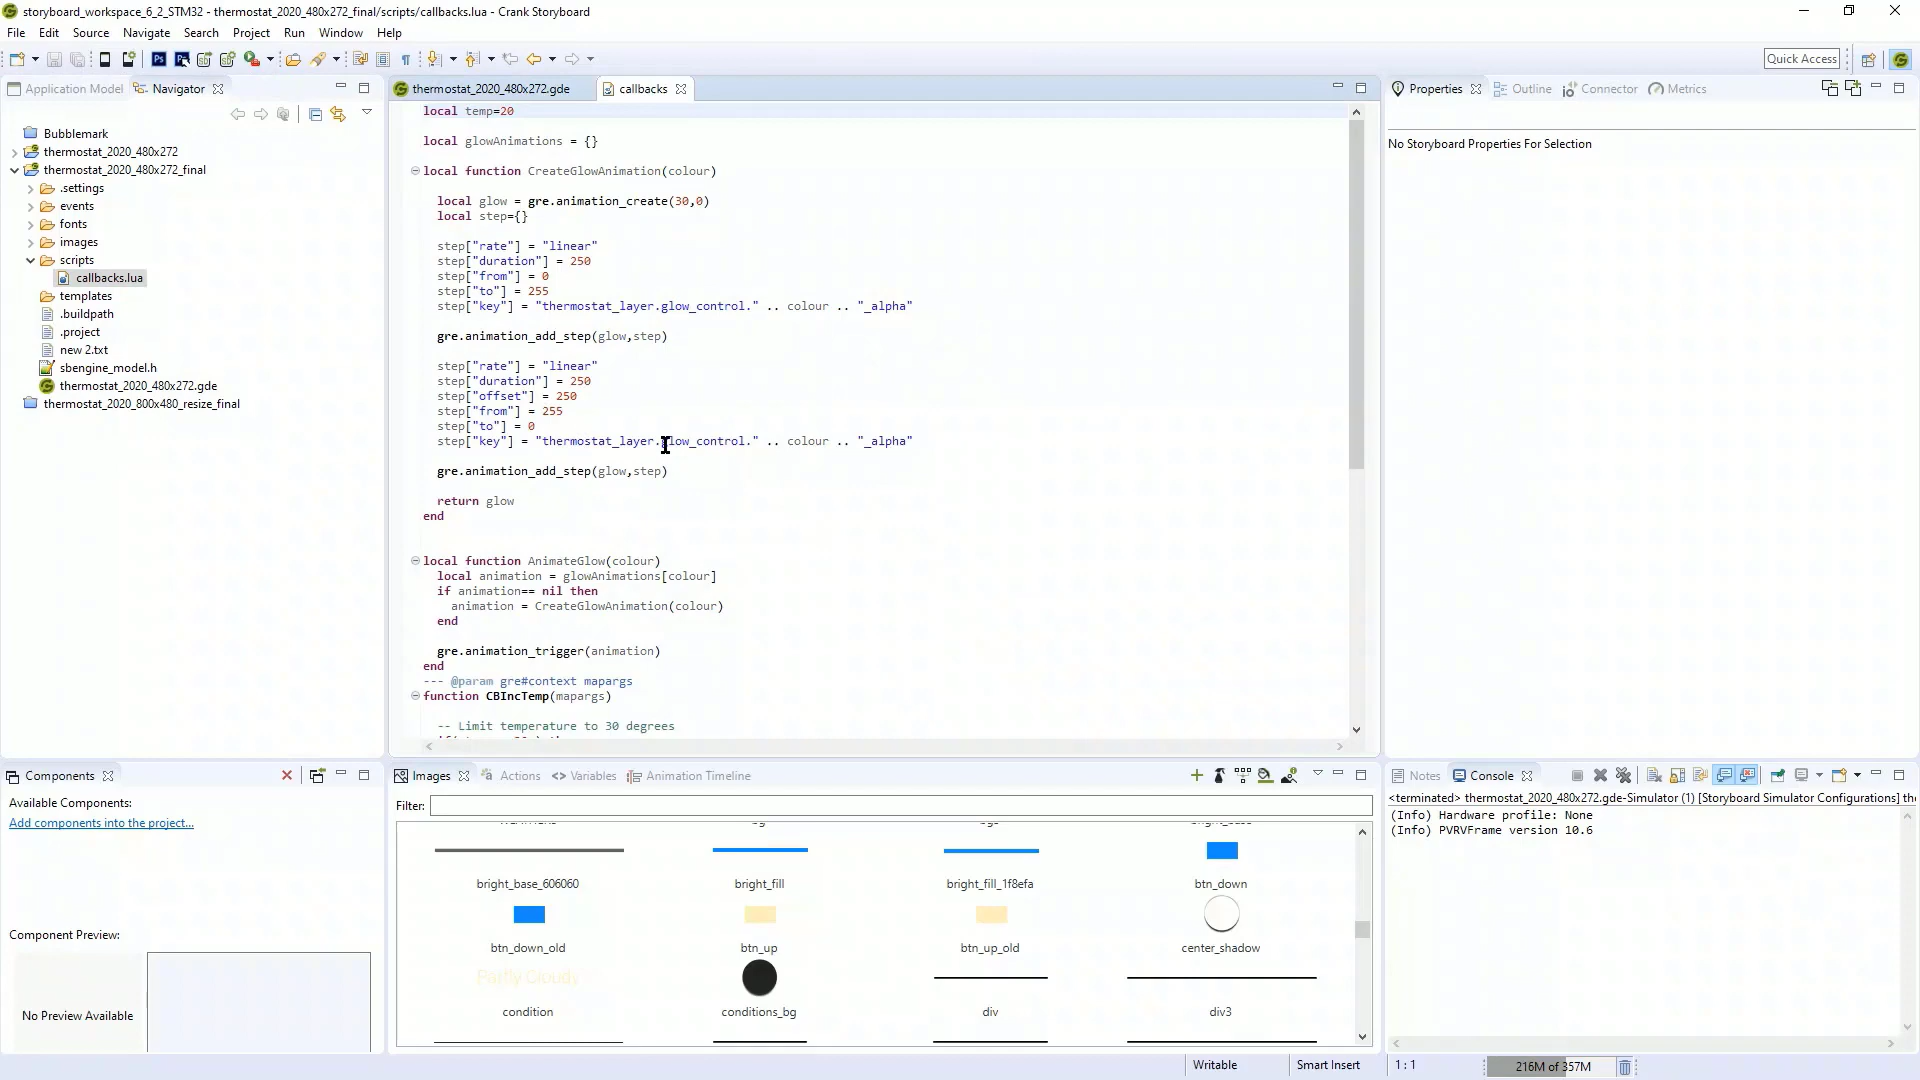 storyboard_workspace_6_2_STM32 - thermostat_2020_480x272_final/scripts/callbacks.lua - Crank Storyboard
File Edit Source Navigate Search Project Run Window Help
Quick Access
Application Model Navigator
Bubblemark
thermostat_2020_480x272
thermostat_2020_480x272_final
.settings
events
fonts
images
scripts
callbacks.lua
templates
.buildpath
.project
new 2.txt
sbengine_model.h
thermostat_2020_480x272.gde
thermostat_2020_800x480_resize_final
thermostat_2020_480x272.gde callbacks
local temp=20
local glowAnimations = {}
local function CreateGlowAnimation(colour)
local glow = gre.animation_create(30,0)
local step={}
step["rate"] = "linear"
step["duration"] = 250
step["from"] = 0
step["to"] = 255
step["key"] = "thermostat_layer.glow_control." .. colour .. "_alpha"
gre.animation_add_step(glow,step)
step["rate"] = "linear"
step["duration"] = 250
step["offset"] = 250
step["from"] = 255
step["to"] = 0
step["key"] = "thermostat_layer.glow_control." .. colour .. "_alpha"
gre.animation_add_step(glow,step)
return glow
end
local function AnimateGlow(colour)
local animation = glowAnimations[colour]
if animation== nil then
animation = CreateGlowAnimation(colour)
end
gre.animation_trigger(animation)
end
--- @param gre#context mapargs
function CBIncTemp(mapargs)
-- Limit temperature to 30 degrees
Properties Outline Connector Metrics
No Storyboard Properties For Selection
Components
Available Components:
Add components into the project...
Component Preview:
No Preview Available
Images Actions Variables Animation Timeline
Filter:
bright_base_606060 bright_fill bright_fill_1f8efa btn_down
btn_down_old btn_up btn_up_old center_shadow
Partly Cloudy
condition conditions_bg div div3
Notes Console
<terminated> thermostat_2020_480x272.gde-Simulator (1) [Storyboard Simulator Configurations] the
(Info) Hardware profile: None
(Info) PVRVFrame version 10.6
Writable Smart Insert 1 : 1 216M of 357M